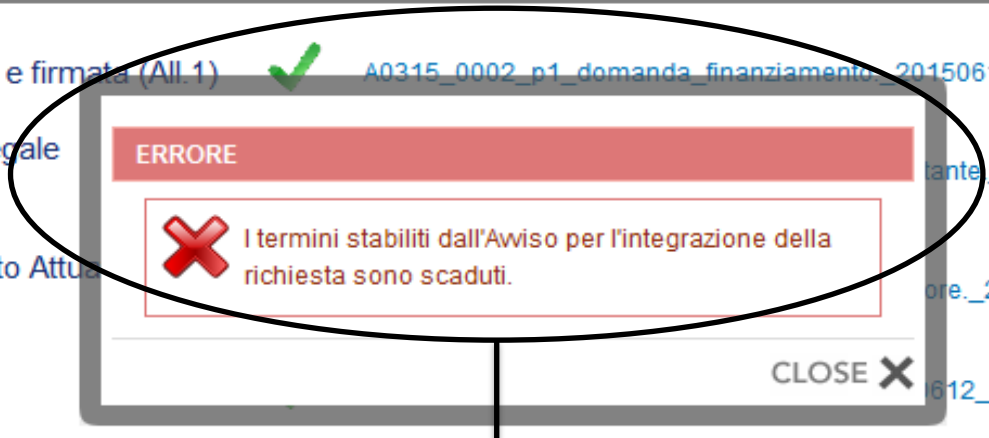 e firmata (All.1) A0315_0002_p1_domanda_finanziamento._201506
gale
ERRORE
tante_
I termini stabiliti dall'Avviso per l'integrazione della
richiesta sono scaduti.
to Attua
ore._2
CLOSE
0612_